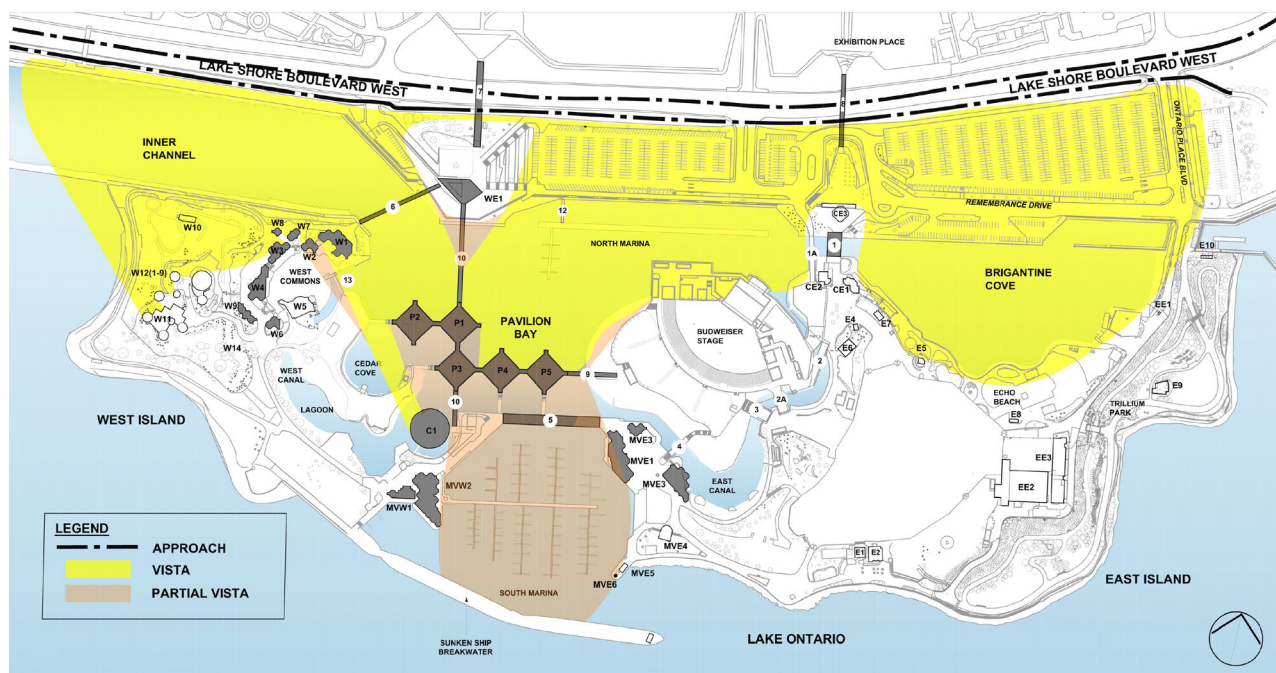 EXHIBITION PLACE
LAKE SHORE BOULEVARD WEST
LAKE SHORE BOULEVARD WEST
7
8
ONTARIO PLACE BLVD
INNER
CHANNEL
WE1
6
12
REMEMBRANCE DRIVE
W10
W8
W7
W1
W3
W2
CE3
NORTH MARINA
1
1A
10
E10
W12(1-9)
WEST
COMMONS
13
BRIGANTINE
COVE
W4
CE2
CE1
W9
W5
W11
W6
P2
P1
PAVILION
BAY
BUDWEISER
STAGE
E4
E7
EE1
W14
E6
E5
CEDAR
COVE
P3
P4
P5
9
2
WEST
CANAL
ECHO
BEACH
E9
TRILLIUM
PARK
2A
LAGOON
10
3
E8
WEST ISLAND
C1
5
MVE3
4
MVE1
EE3
MVE3
EAST
CANAL
EE2
MVW2
MVW1
LEGEND
APPROACH
VISTA
PARTIAL VISTA
MVE4
E1
E2
MVE5
MVE6
EAST ISLAND
SOUTH MARINA
SUNKEN SHIP
BREAKWATER
LAKE ONTARIO